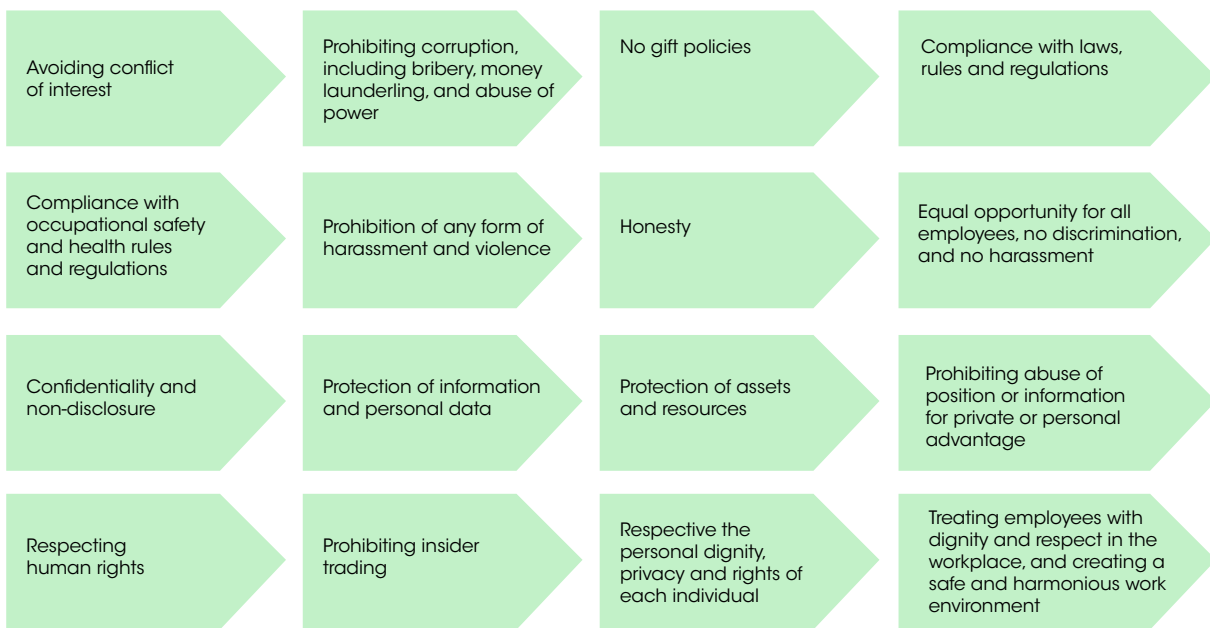 Avoiding conflict
of interest
Prohibiting corruption,
including bribery, money
launderling, and abuse of
power
No gift policies
Compliance with laws,
rules and regulations
Compliance with
occupational safety
and health rules
and regulations
Prohibition of any form of
harassment and violence
Honesty
Equal opportunity for all
employees, no discrimination,
and no harassment
Confidentiality and
non-disclosure
Protection of information
and personal data
Protection of assets
and resources
Prohibiting abuse of
position or information
for private or personal
advantage
Respecting
human rights
Prohibiting insider
trading
Respective the
personal dignity,
privacy and rights of
each individual
Treating employees with
dignity and respect in the
workplace, and creating a
safe and harmonious work
environment